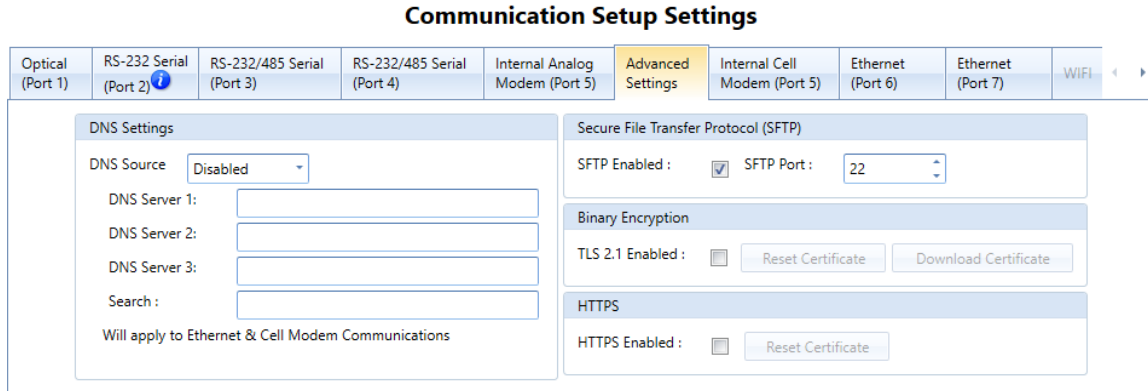 Communication Setup Settings
Optical
(Port 1)
RS-232 Serial
(Port 2)
RS-232/485 Serial
(Port 3)
RS-232/485 Serial
(Port 4)
Internal Analog
Modem (Port 5)
Advanced
Settings
Internal Cell
Modem (Port 5)
Ethernet
(Port 6)
Ethernet
(Port 7)
WIFI
DNS Settings
DNS Source Disabled
DNS Server 1:
DNS Server 2:
DNS Server 3:
Search :
Will apply to Ethernet & Cell Modem Communications
Secure File Transfer Protocol (SFTP)
SFTP Enabled : SFTP Port : 22
Binary Encryption
TLS 2.1 Enabled : Reset Certificate Download Certificate
HTTPS
HTTPS Enabled : Reset Certificate